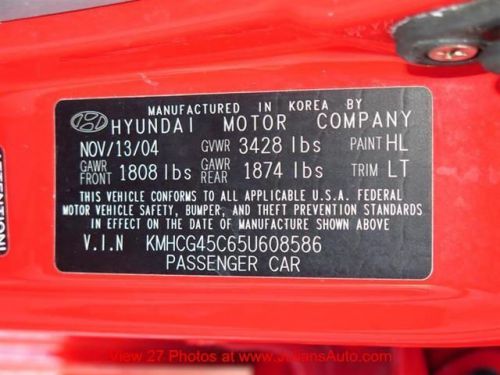 MANUFACTURED IN KOREA BY
HYUNDAI MOTOR COMPANY
NOV/13/04 GVWR 3428 lbs PAINT HL
GAWR FRONT 1808 lbs GAWR REAR 1874 lbs TRIM LT
THIS VEHICLE CONFORMS TO ALL APPLICABLE U.S.A. FEDERAL
MOTOR VEHICLE SAFETY, BUMPER, AND THEFT PREVENTION STANDARDS
IN EFFECT ON THE DATE OF MANUFACTURE SHOWN ABOVE
V.I.N KMHCG45C65U608586
PASSENGER CAR
View 27 Photos at www.JulansAuto.com